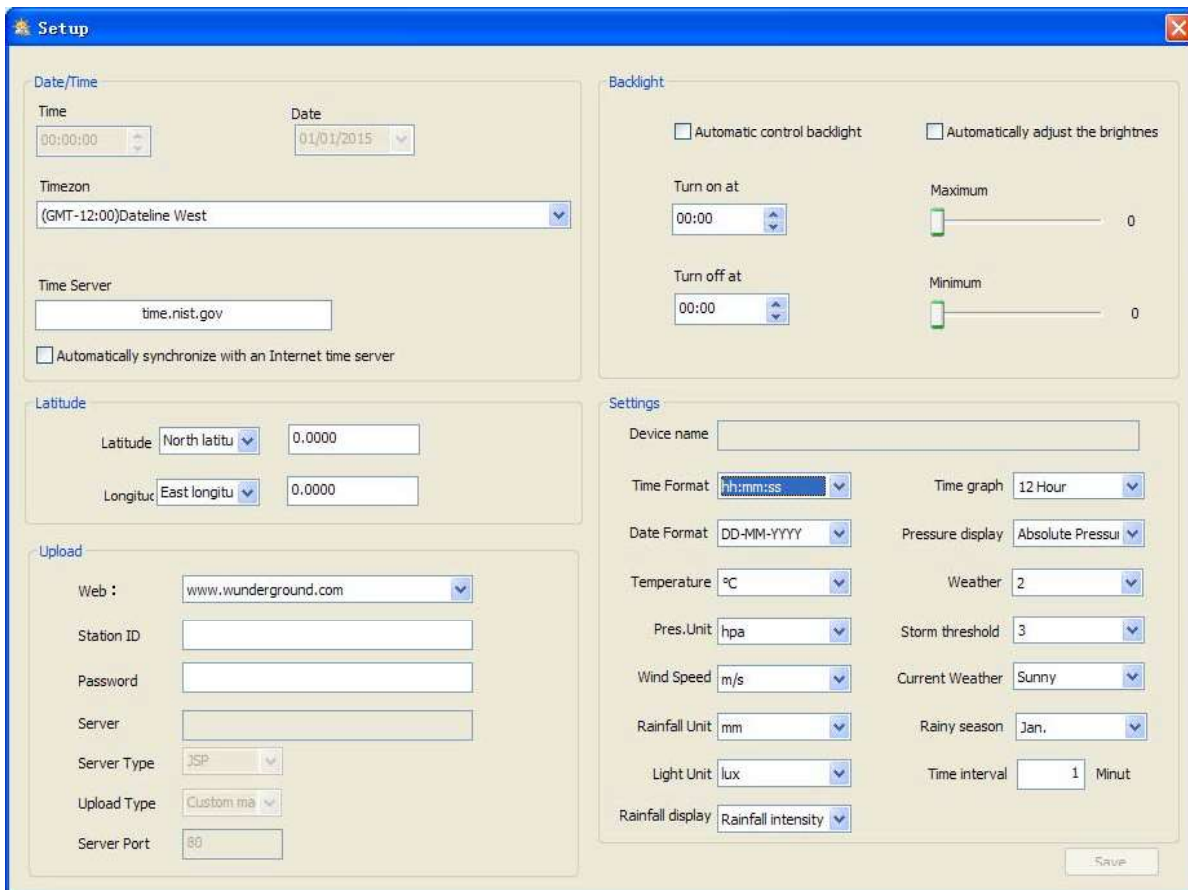 Setup
Date/Time
Time
Date
00:00:00
01/01/2015
Timezon
(GMT-12:00)Dateline West
Time Server
time.nist.gov
Automatically synchronize with an Internet time server
Backlight
Automatic control backlight
Automatically adjust the brightnes
Turn on at
00:00
Maximum
0
Turn off at
00:00
Minimum
0
Latitude
Latitude North latitu 0.0000
Longituc East longitu 0.0000
Upload
Web : www.wunderground.com
Station ID
Password
Server
Server Type JSP
Upload Type Custom ma
Server Port 80
Settings
Device name
Time Format hh:mm:ss
Time graph 12 Hour
Date Format DD-MM-YYYY
Pressure display Absolute Pressur
Temperature ℃
Weather 2
Pres.Unit hpa
Storm threshold 3
Wind Speed m/s
Current Weather Sunny
Rainfall Unit mm
Rainy season Jan.
Light Unit lux
Time interval 1 Minut
Rainfall display Rainfall intensity
Save